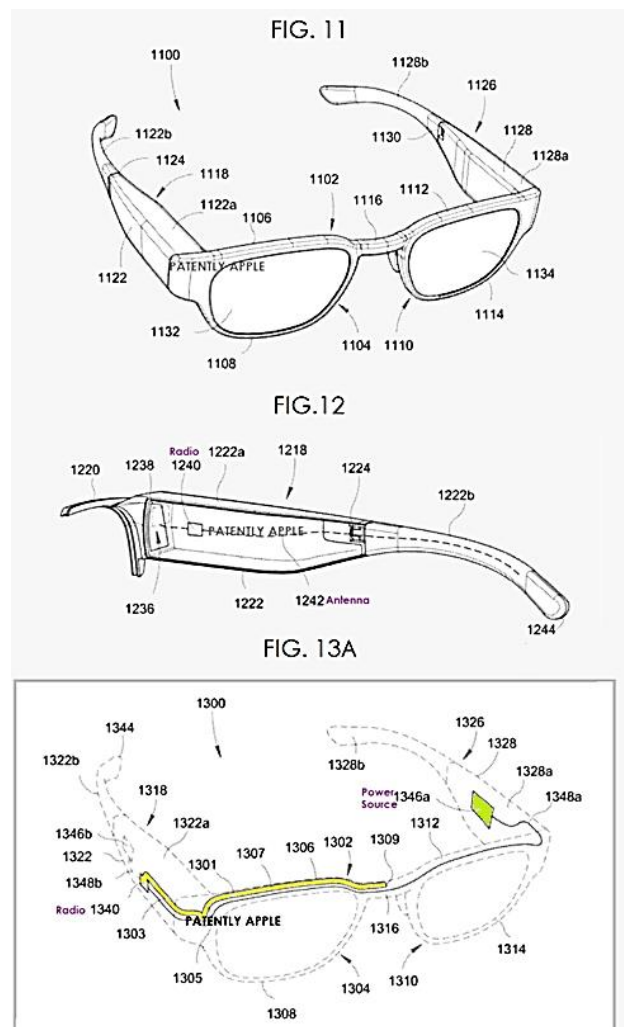 FIG. 11
1100
1128b
1126
1122b
1130
1128
1124
1118
1128a
1102
1116
1112
1122a
1106
PATENTLY APPLE
1122
1134
1132
1114
1104
1110
1108
FIG.12
Radio
1222a
1218
1238
1240
1224
1220
1222b
PATENTLY APPLE
1236
1222
1242 Antenna
1244
FIG. 13A
1300
1344
1326
1328
1322b
1328b
1328a
1318
Power
Source
1346a
1348a
1322a
1312
1346b
1309
1306
1302
1307
1301
1322
1348b
Radio 1340
PATENTLY APPLE
1316
1303
1314
1305
1304
1310
1308